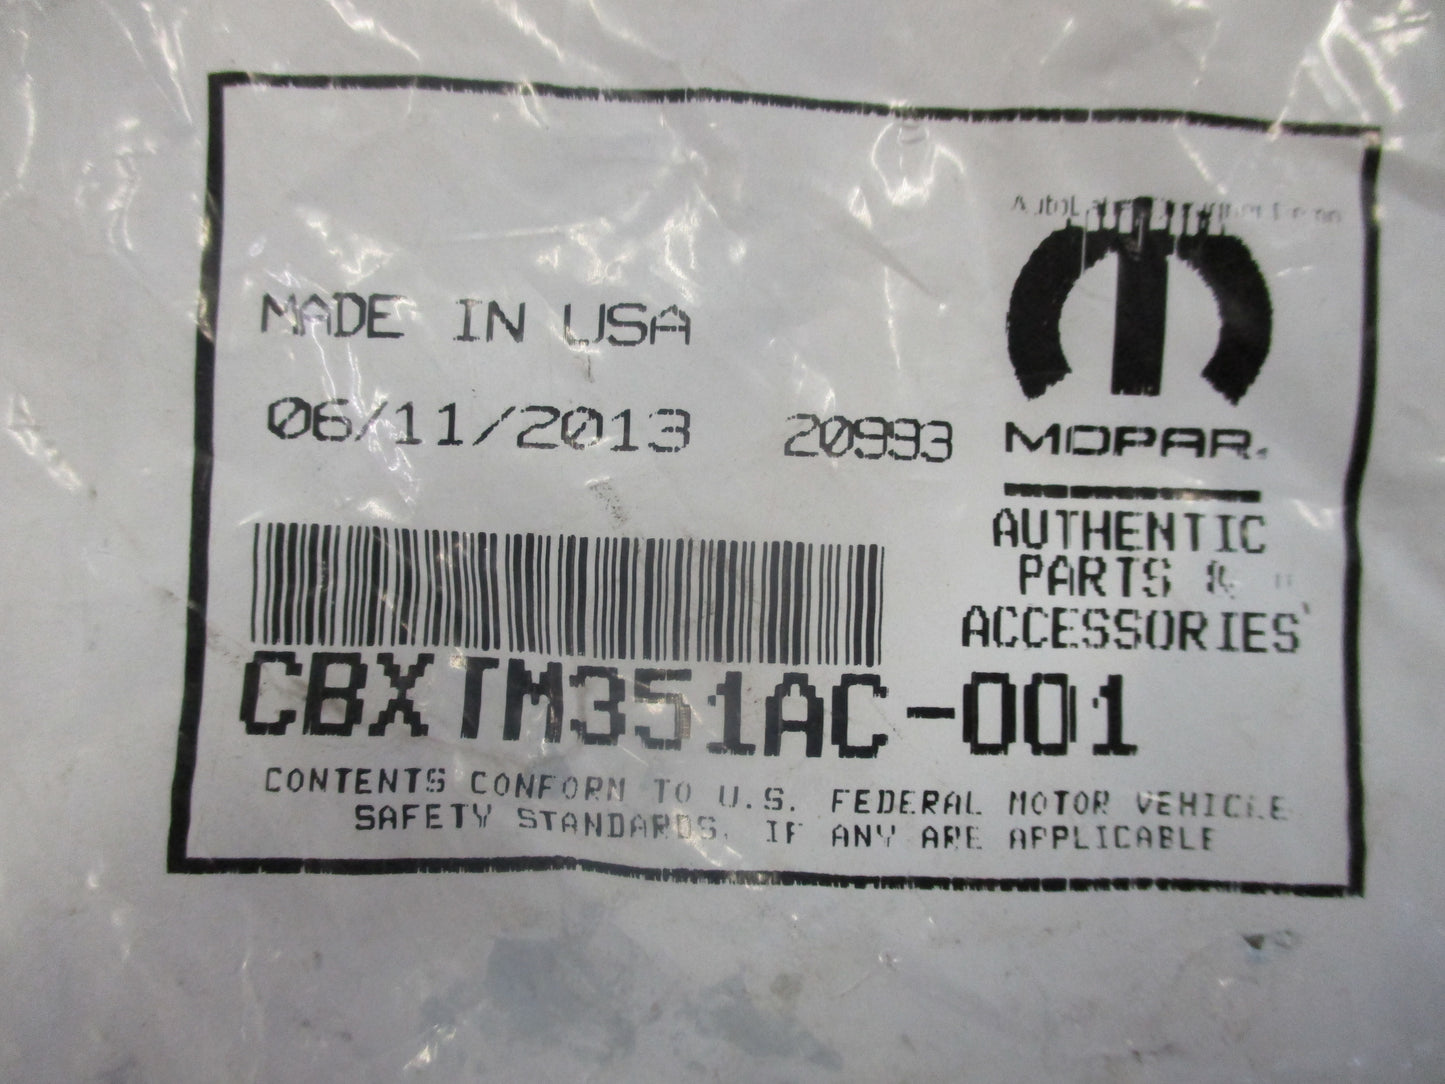 MADE IN USA
06/11/2013 20993
MOPAR.
AUTHENTIC
PARTS &
ACCESSORIES
CBXTM351AC-001
CONTENTS CONFORM TO U.S. FEDERAL MOTOR VEHICLE
SAFETY STANDARDS, IF ANY ARE APPLICABLE